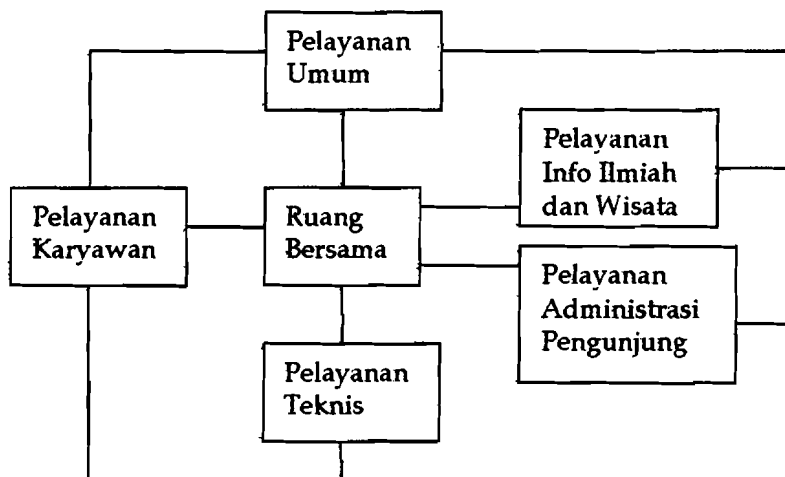 Pelayanan
Umum
Pelayanan
Info Ilmiah
dan Wisata
Pelayanan
Karyawan
Ruang
Bersama
Pelayanan
Administrasi
Pengunjung
Pelayanan
Teknis